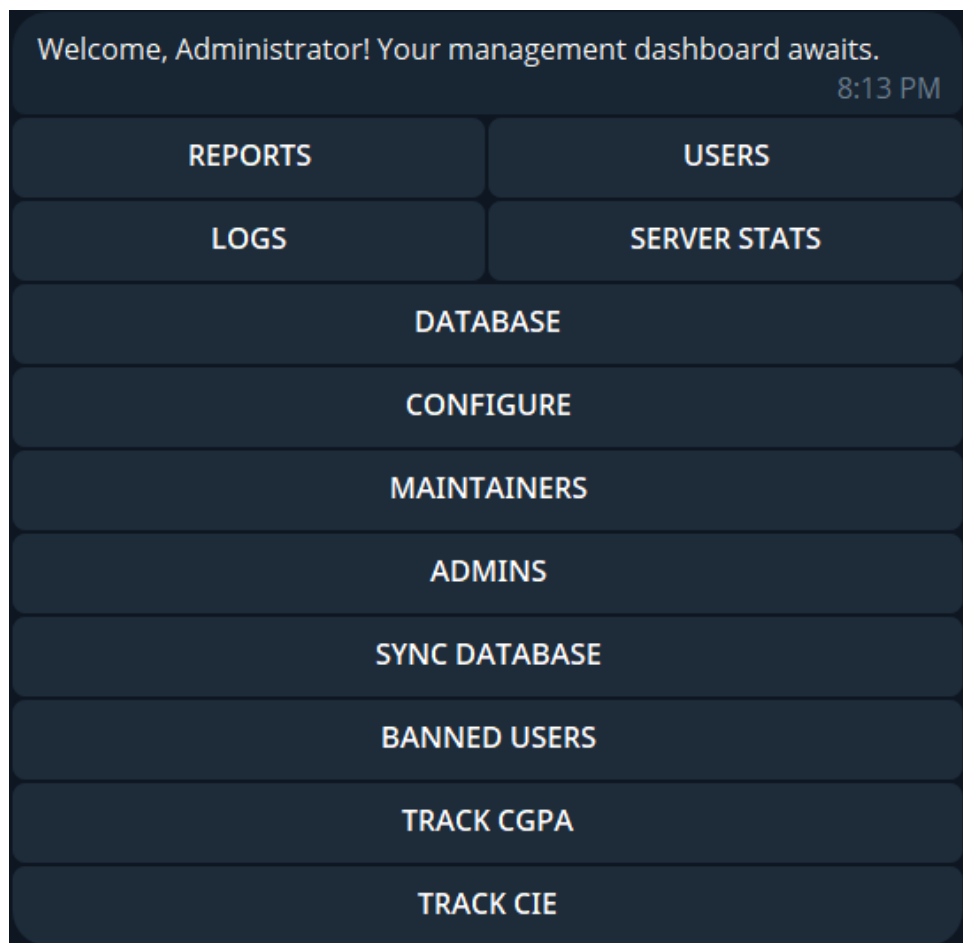 Welcome, Administrator! Your management dashboard awaits.
8:13 PM
REPORTS
USERS
LOGS
SERVER STATS
DATABASE
CONFIGURE
MAINTAINERS
ADMINS
SYNC DATABASE
BANNED USERS
TRACK CGPA
TRACK CIE